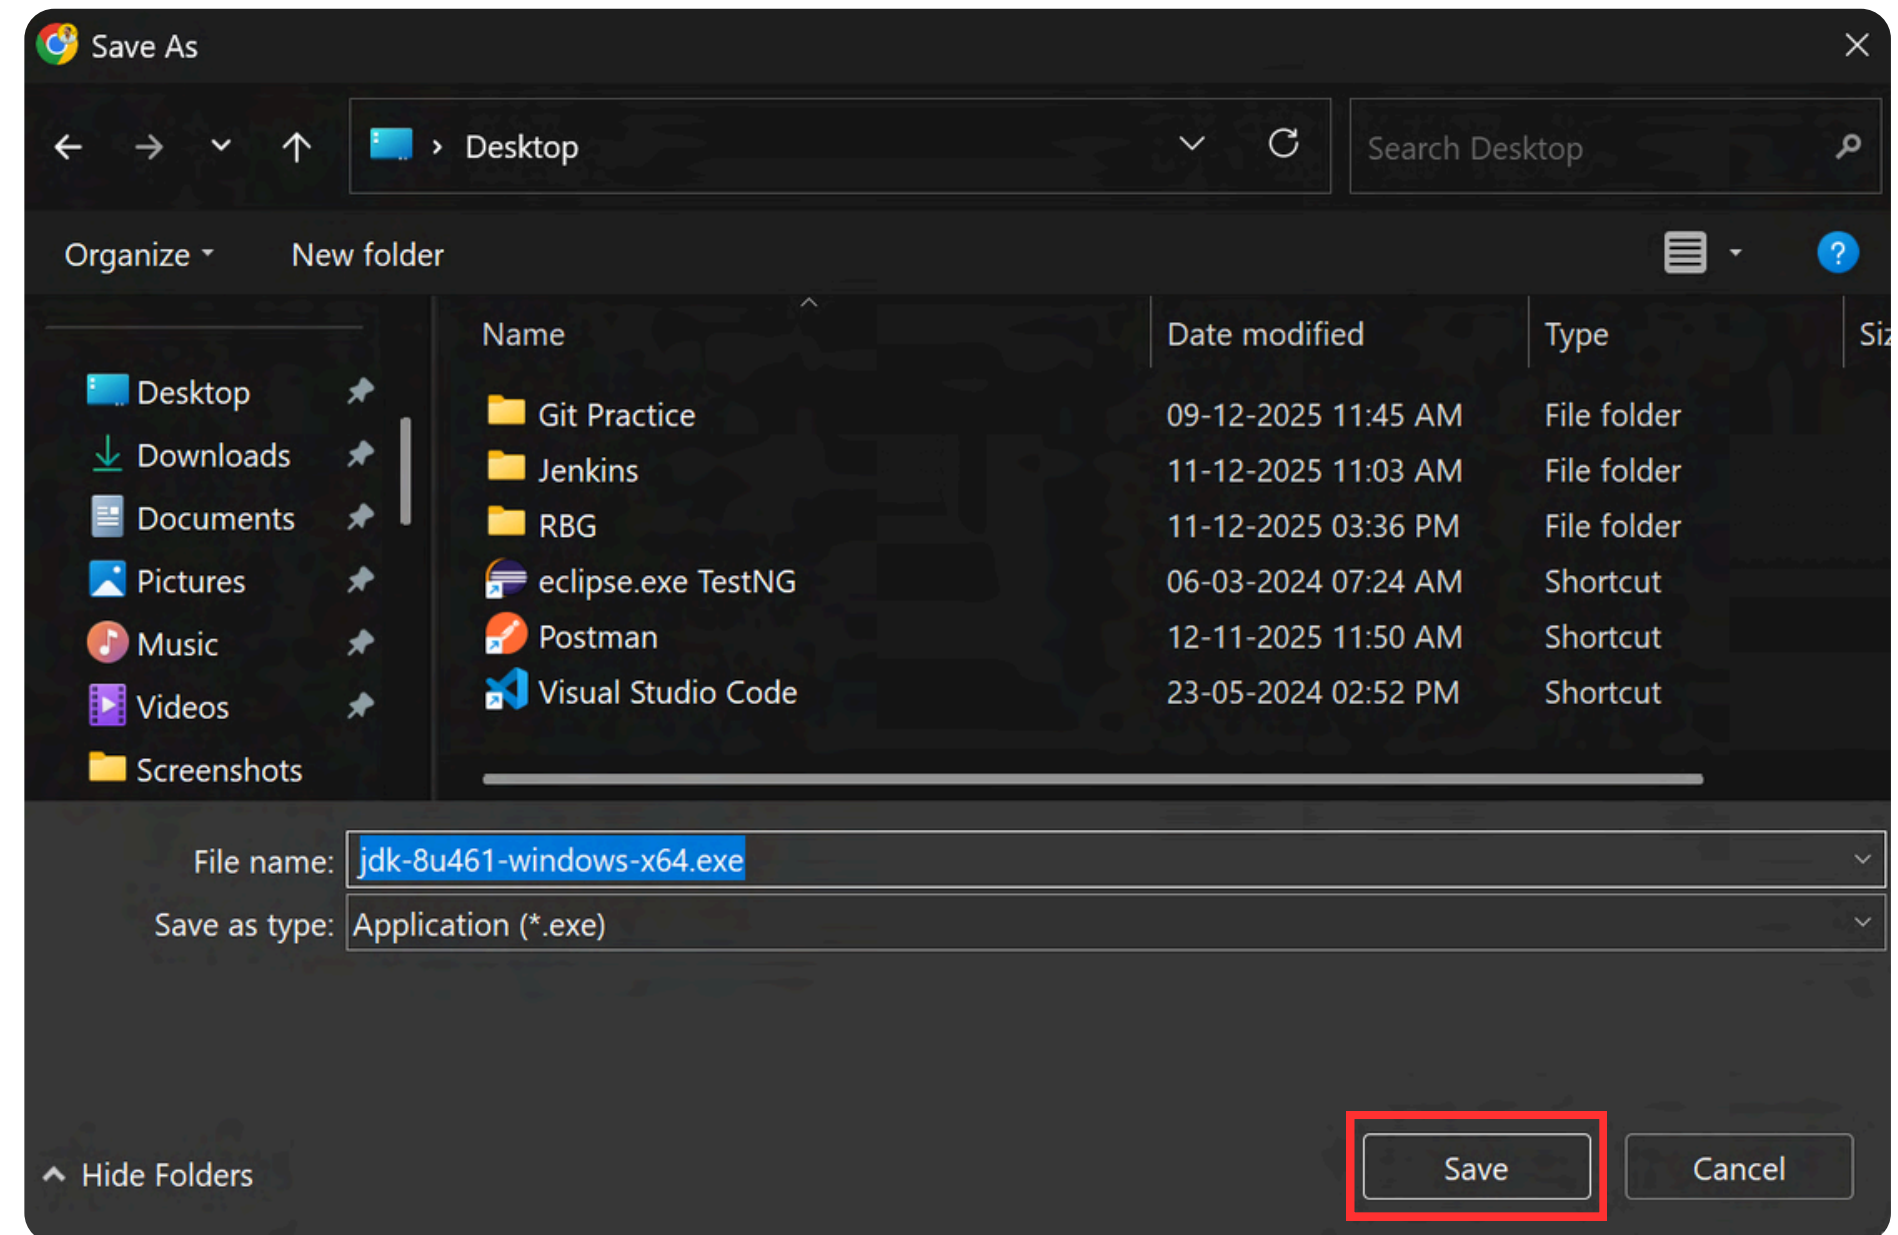 Save As
Desktop
Search Desktop
Organize
New folder
Name
Date modified
Type
Siz
Desktop
Downloads
Documents
Pictures
Music
Videos
Screenshots
Git Practice 09-12-2025 11:45 AM File folder
Jenkins 11-12-2025 11:03 AM File folder
RBG 11-12-2025 03:36 PM File folder
eclipse.exe TestNG 06-03-2024 07:24 AM Shortcut
Postman 12-11-2025 11:50 AM Shortcut
Visual Studio Code 23-05-2024 02:52 PM Shortcut
File name: jdk-8u461-windows-x64.exe
Save as type: Application (*.exe)
Hide Folders
Save
Cancel